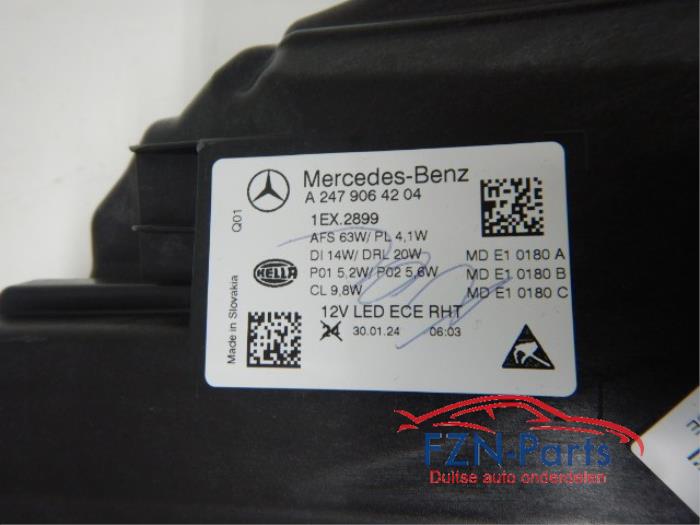 Mercedes-Benz
A 247 906 42 04
1EX.2899
AFS 63W/ PL 4,1W
DI 14W/ DRL 20W MD E1 0180 A
P01 5,2W/ P02 5,6W MD E1 0180 B
CL 9,8W MD E1 0180 C
12V LED ECE RHT
24 30.01.24 06:03
HELLA
Q01
Made in Slovakia
FZN-Parts
Duitse auto onderdelen